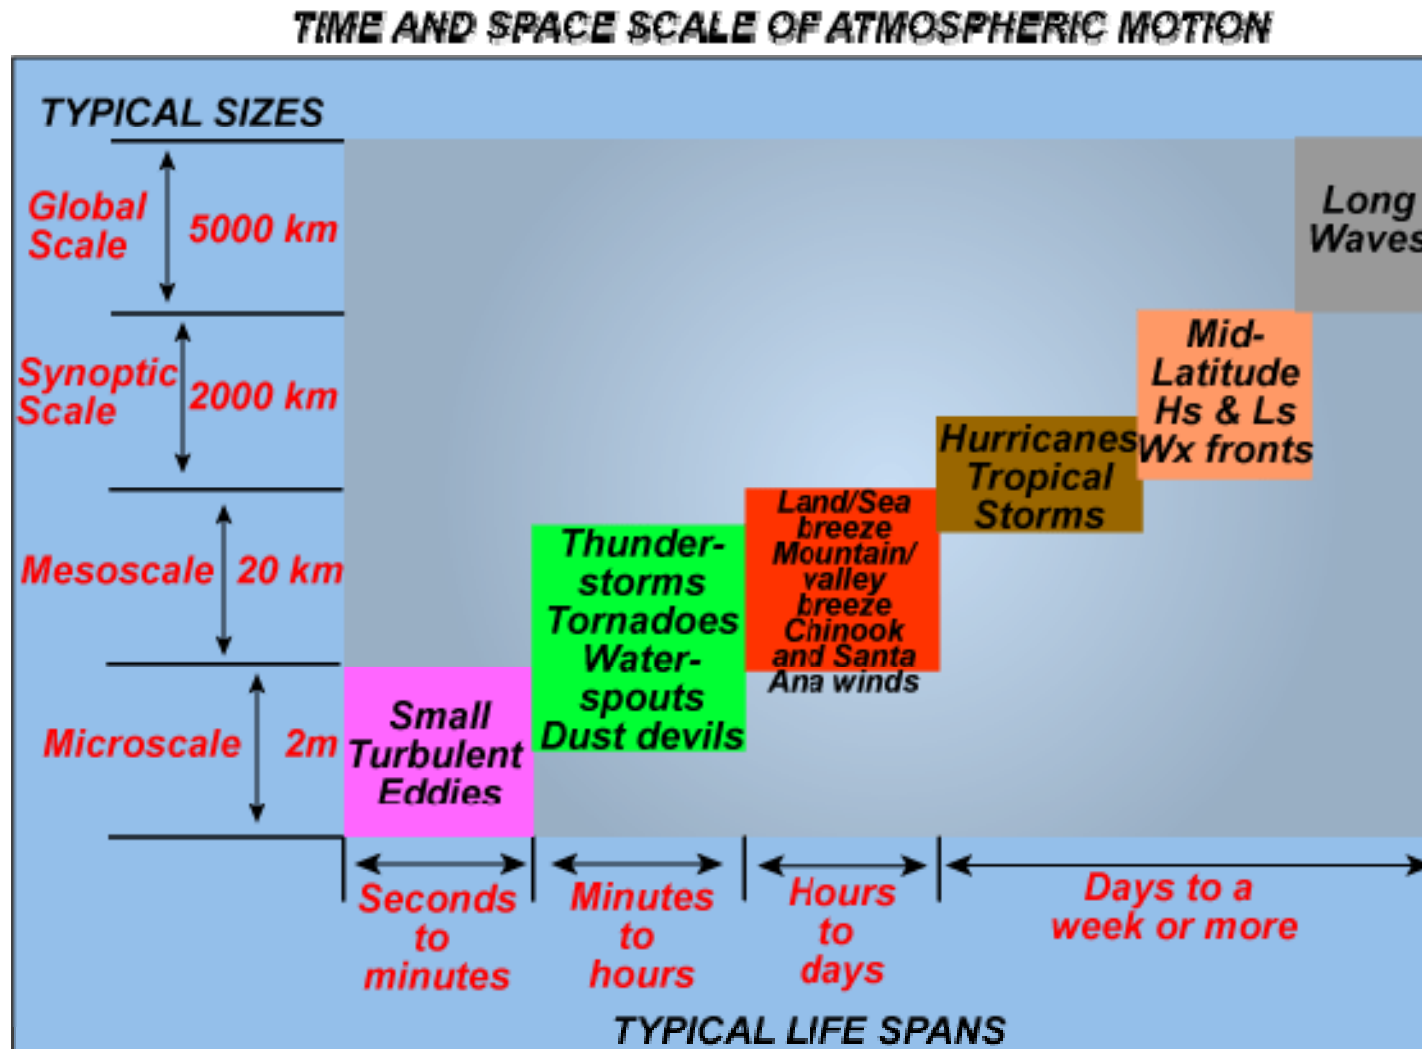 TIME AND SPACE SCALE OF ATMOSPHERIC MOTION
TYPICAL SIZES
Global
Scale
5000 km
Synoptic
Scale
2000 km
Mesoscale
20 km
Microscale
2m
Small
Turbulent
Eddies
Thunder-
storms
Tornadoes
Water-
spouts
Dust devils
Land/Sea
breeze
Mountain/
valley
breeze
Chinook
and Santa
Ana winds
Hurricanes
Tropical
Storms
Mid-
Latitude
Hs & Ls
Wx fronts
Long
Waves
Seconds
to
minutes
Minutes
to
hours
Hours
to
days
Days to a
week or more
TYPICAL LIFE SPANS